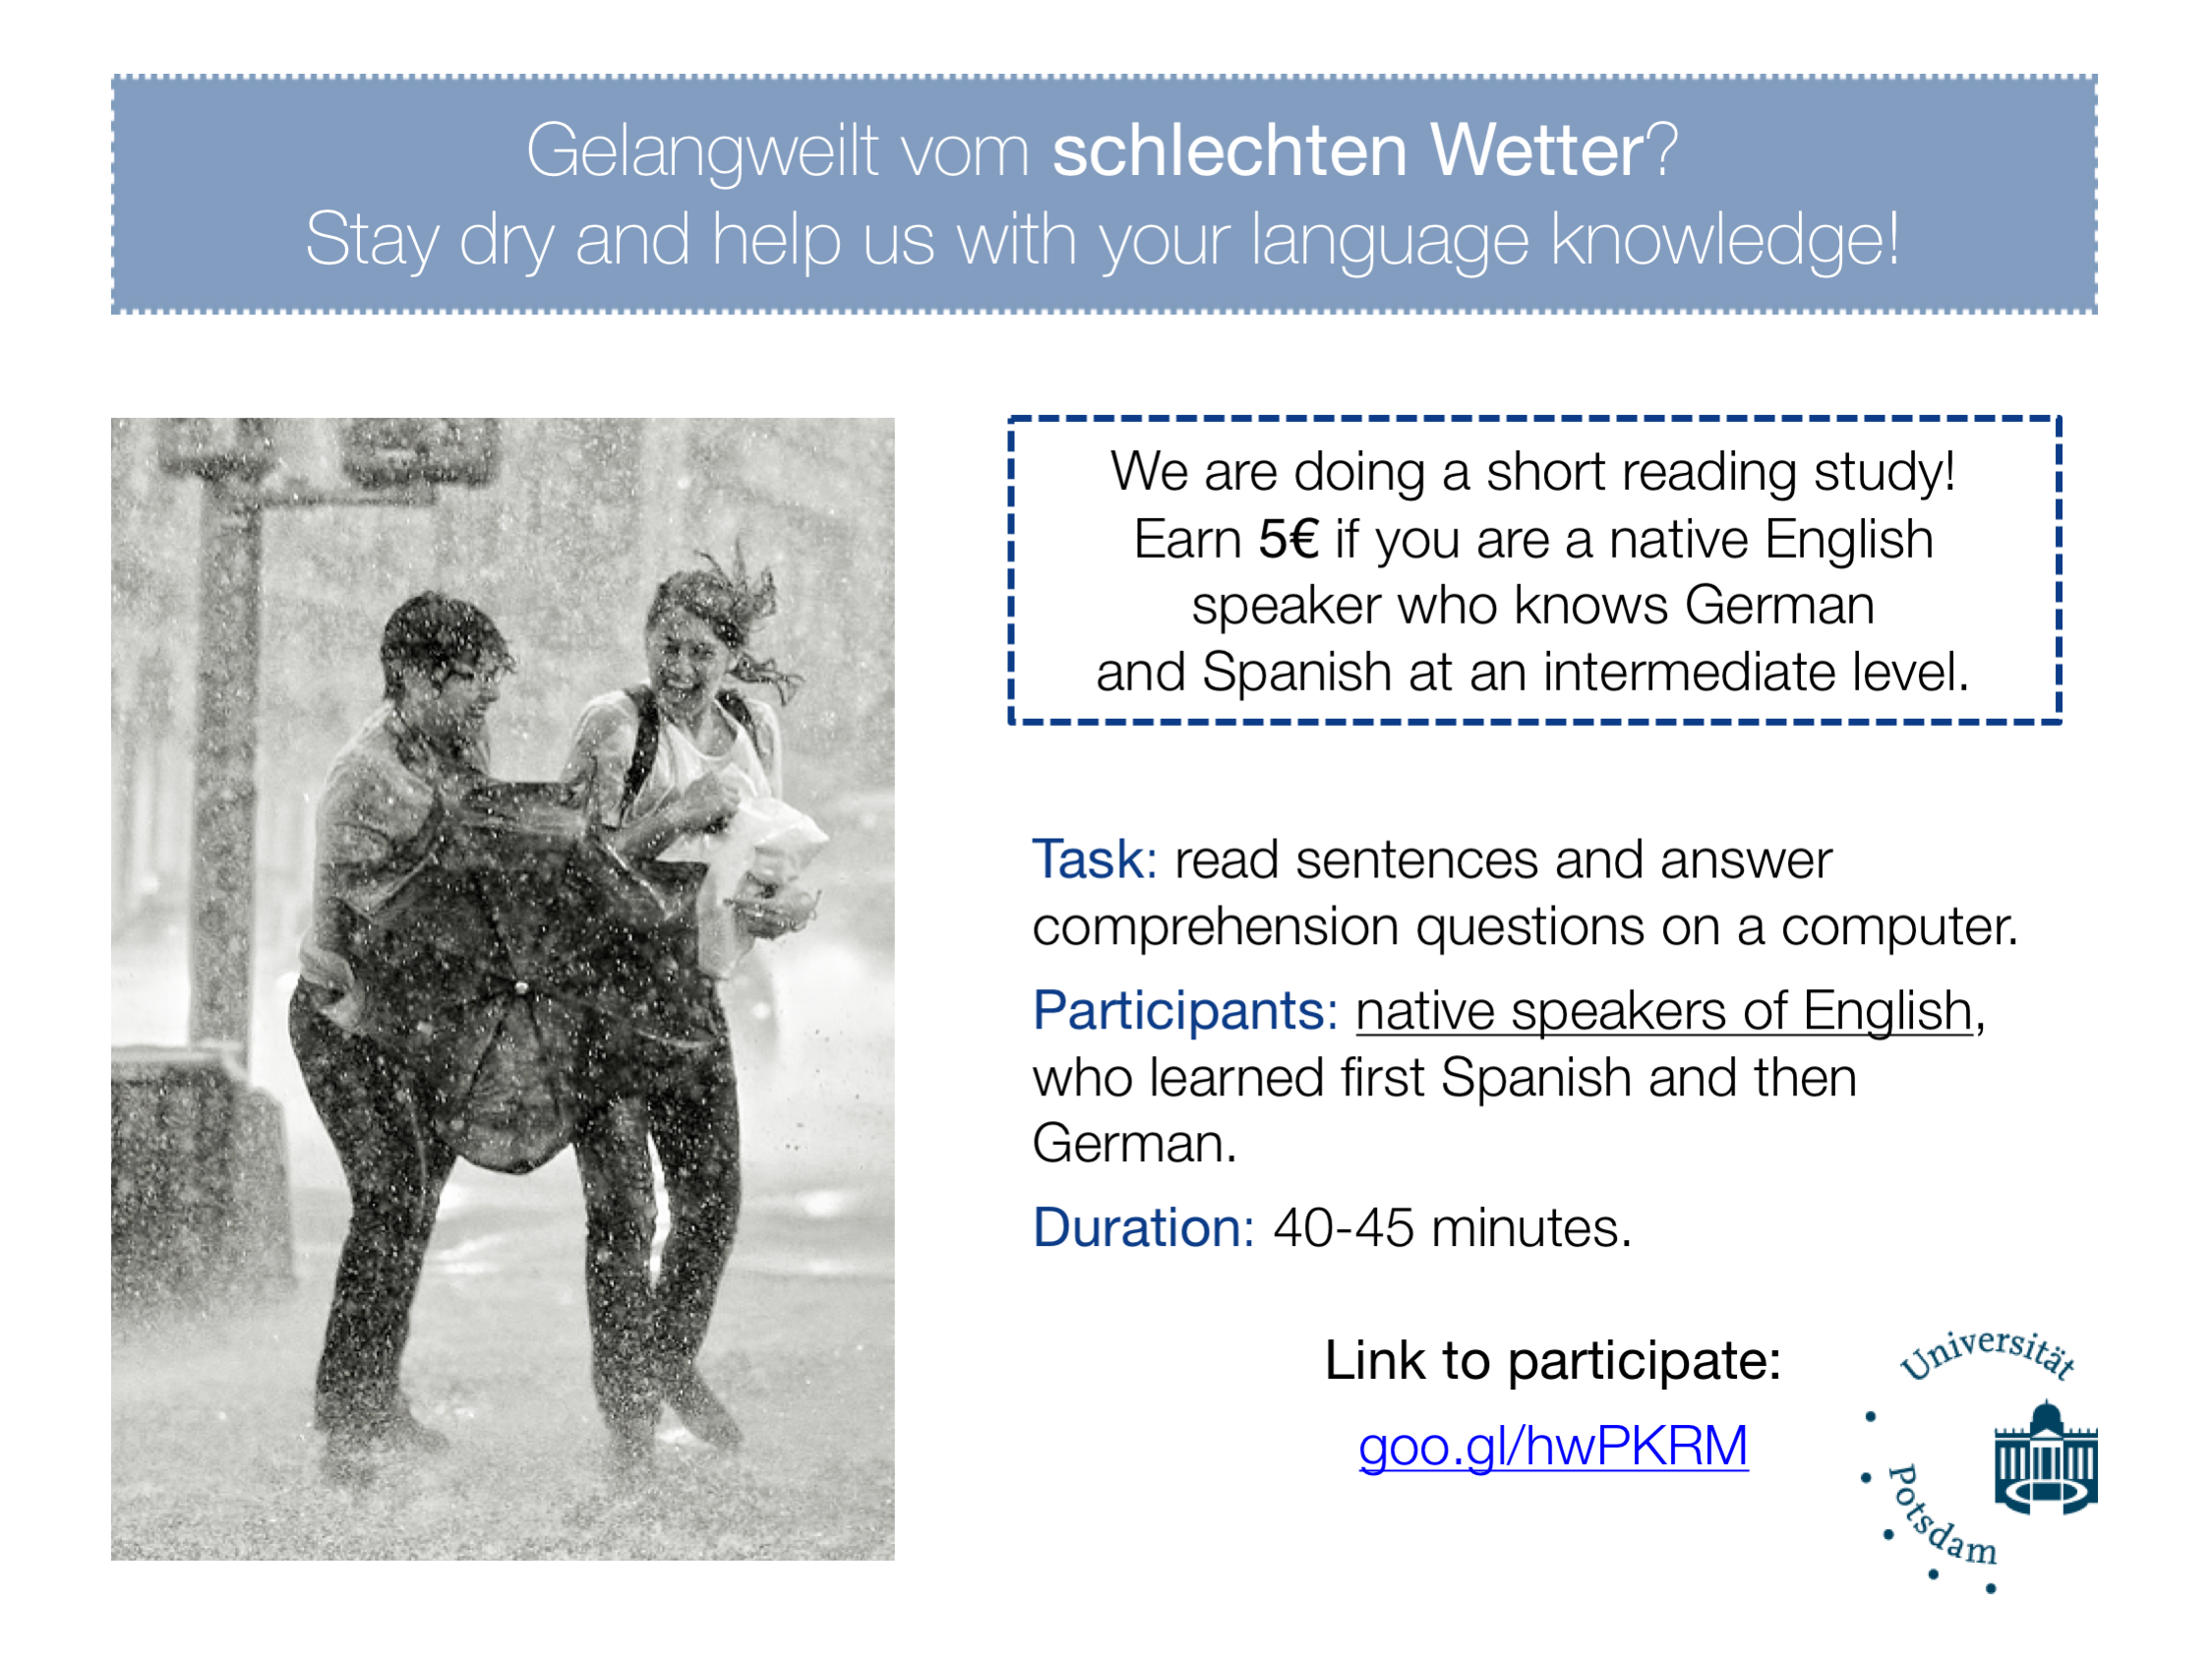 Gelangweilt vom schlechten Wetter?
Stay dry and help us with your language knowledge!
We are doing a short reading study!
Earn 5€ if you are a native English
speaker who knows German
and Spanish at an intermediate level.
Task: read sentences and answer
comprehension questions on a computer.
Participants: native speakers of English,
who learned first Spanish and then
German.
Duration: 40-45 minutes.
Link to participate:
goo.gl/hwPKRM
Universität
Potsdam